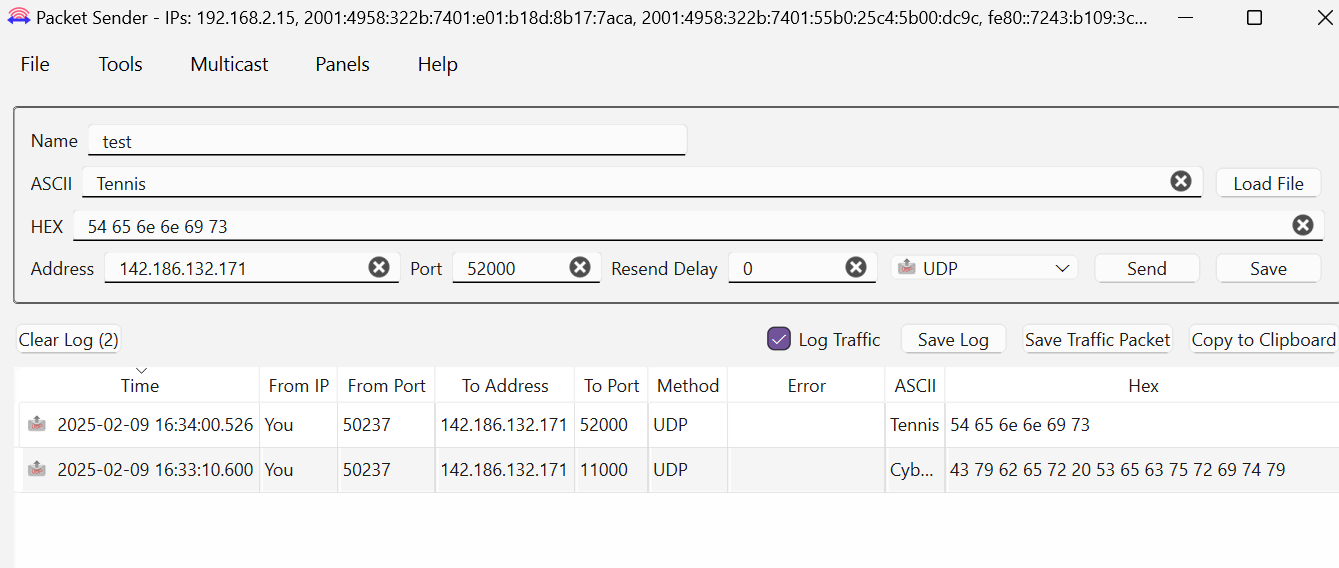 Packet Sender - IPs: 192.168.2.15, 2001:4958:322b:7401:e01:b18d:8b17:7aca, 2001:4958:322b:7401:55b0:25c4:5b00:dc9c, fe80::7243:b109:3c...
File Tools Multicast Panels Help
Name test
ASCII Tennis Load File
HEX 54 65 6e 6e 69 73
Address 142.186.132.171 Port 52000 Resend Delay 0 UDP Send Save
Clear Log (2) Log Traffic Save Log Save Traffic Packet Copy to Clipboard
Time From IP From Port To Address To Port Method Error ASCII Hex
2025-02-09 16:34:00.526 You 50237 142.186.132.171 52000 UDP Tennis 54 65 6e 6e 69 73
2025-02-09 16:33:10.600 You 50237 142.186.132.171 11000 UDP Cyb... 43 79 62 65 72 20 53 65 63 75 72 69 74 79